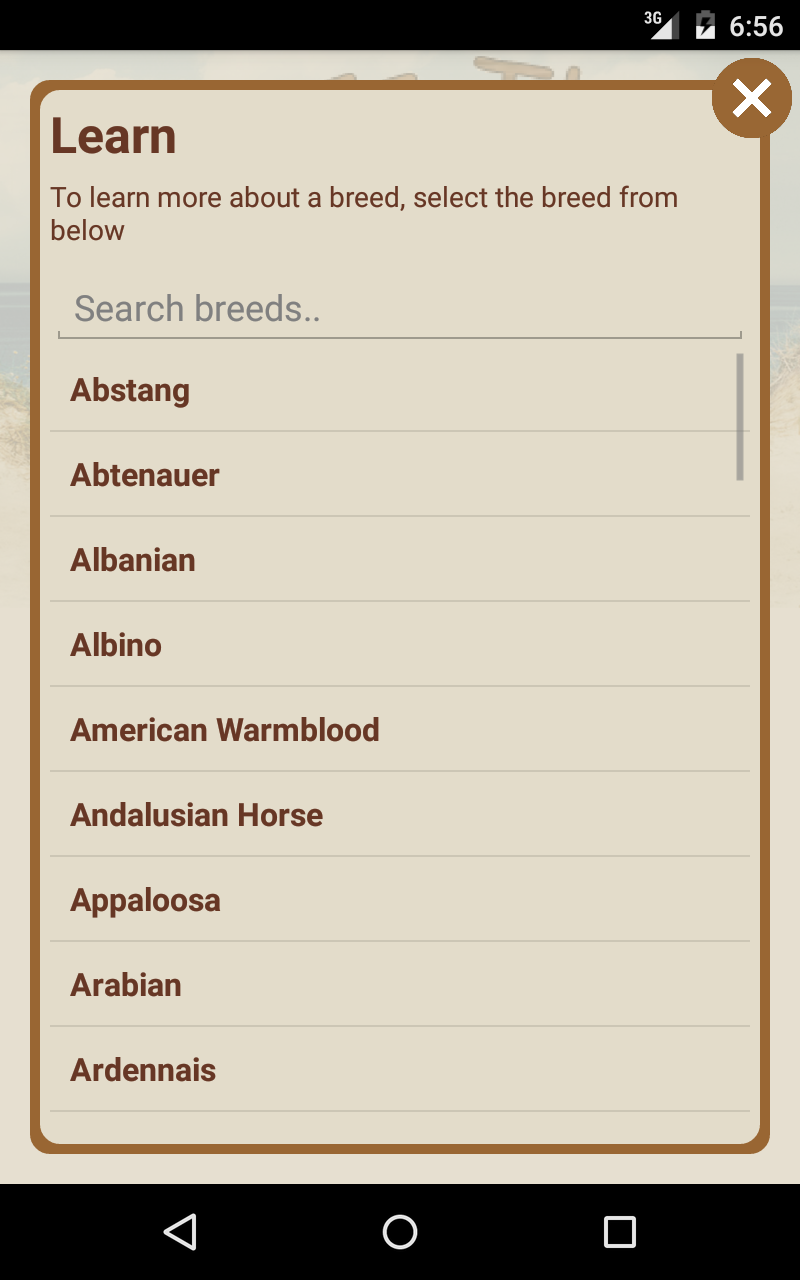 3G
6:56
Learn
To learn more about a breed, select the breed from
below
Search breeds..
Abstang
Abtenauer
Albanian
Albino
American Warmblood
Andalusian Horse
Appaloosa
Arabian
Ardennais